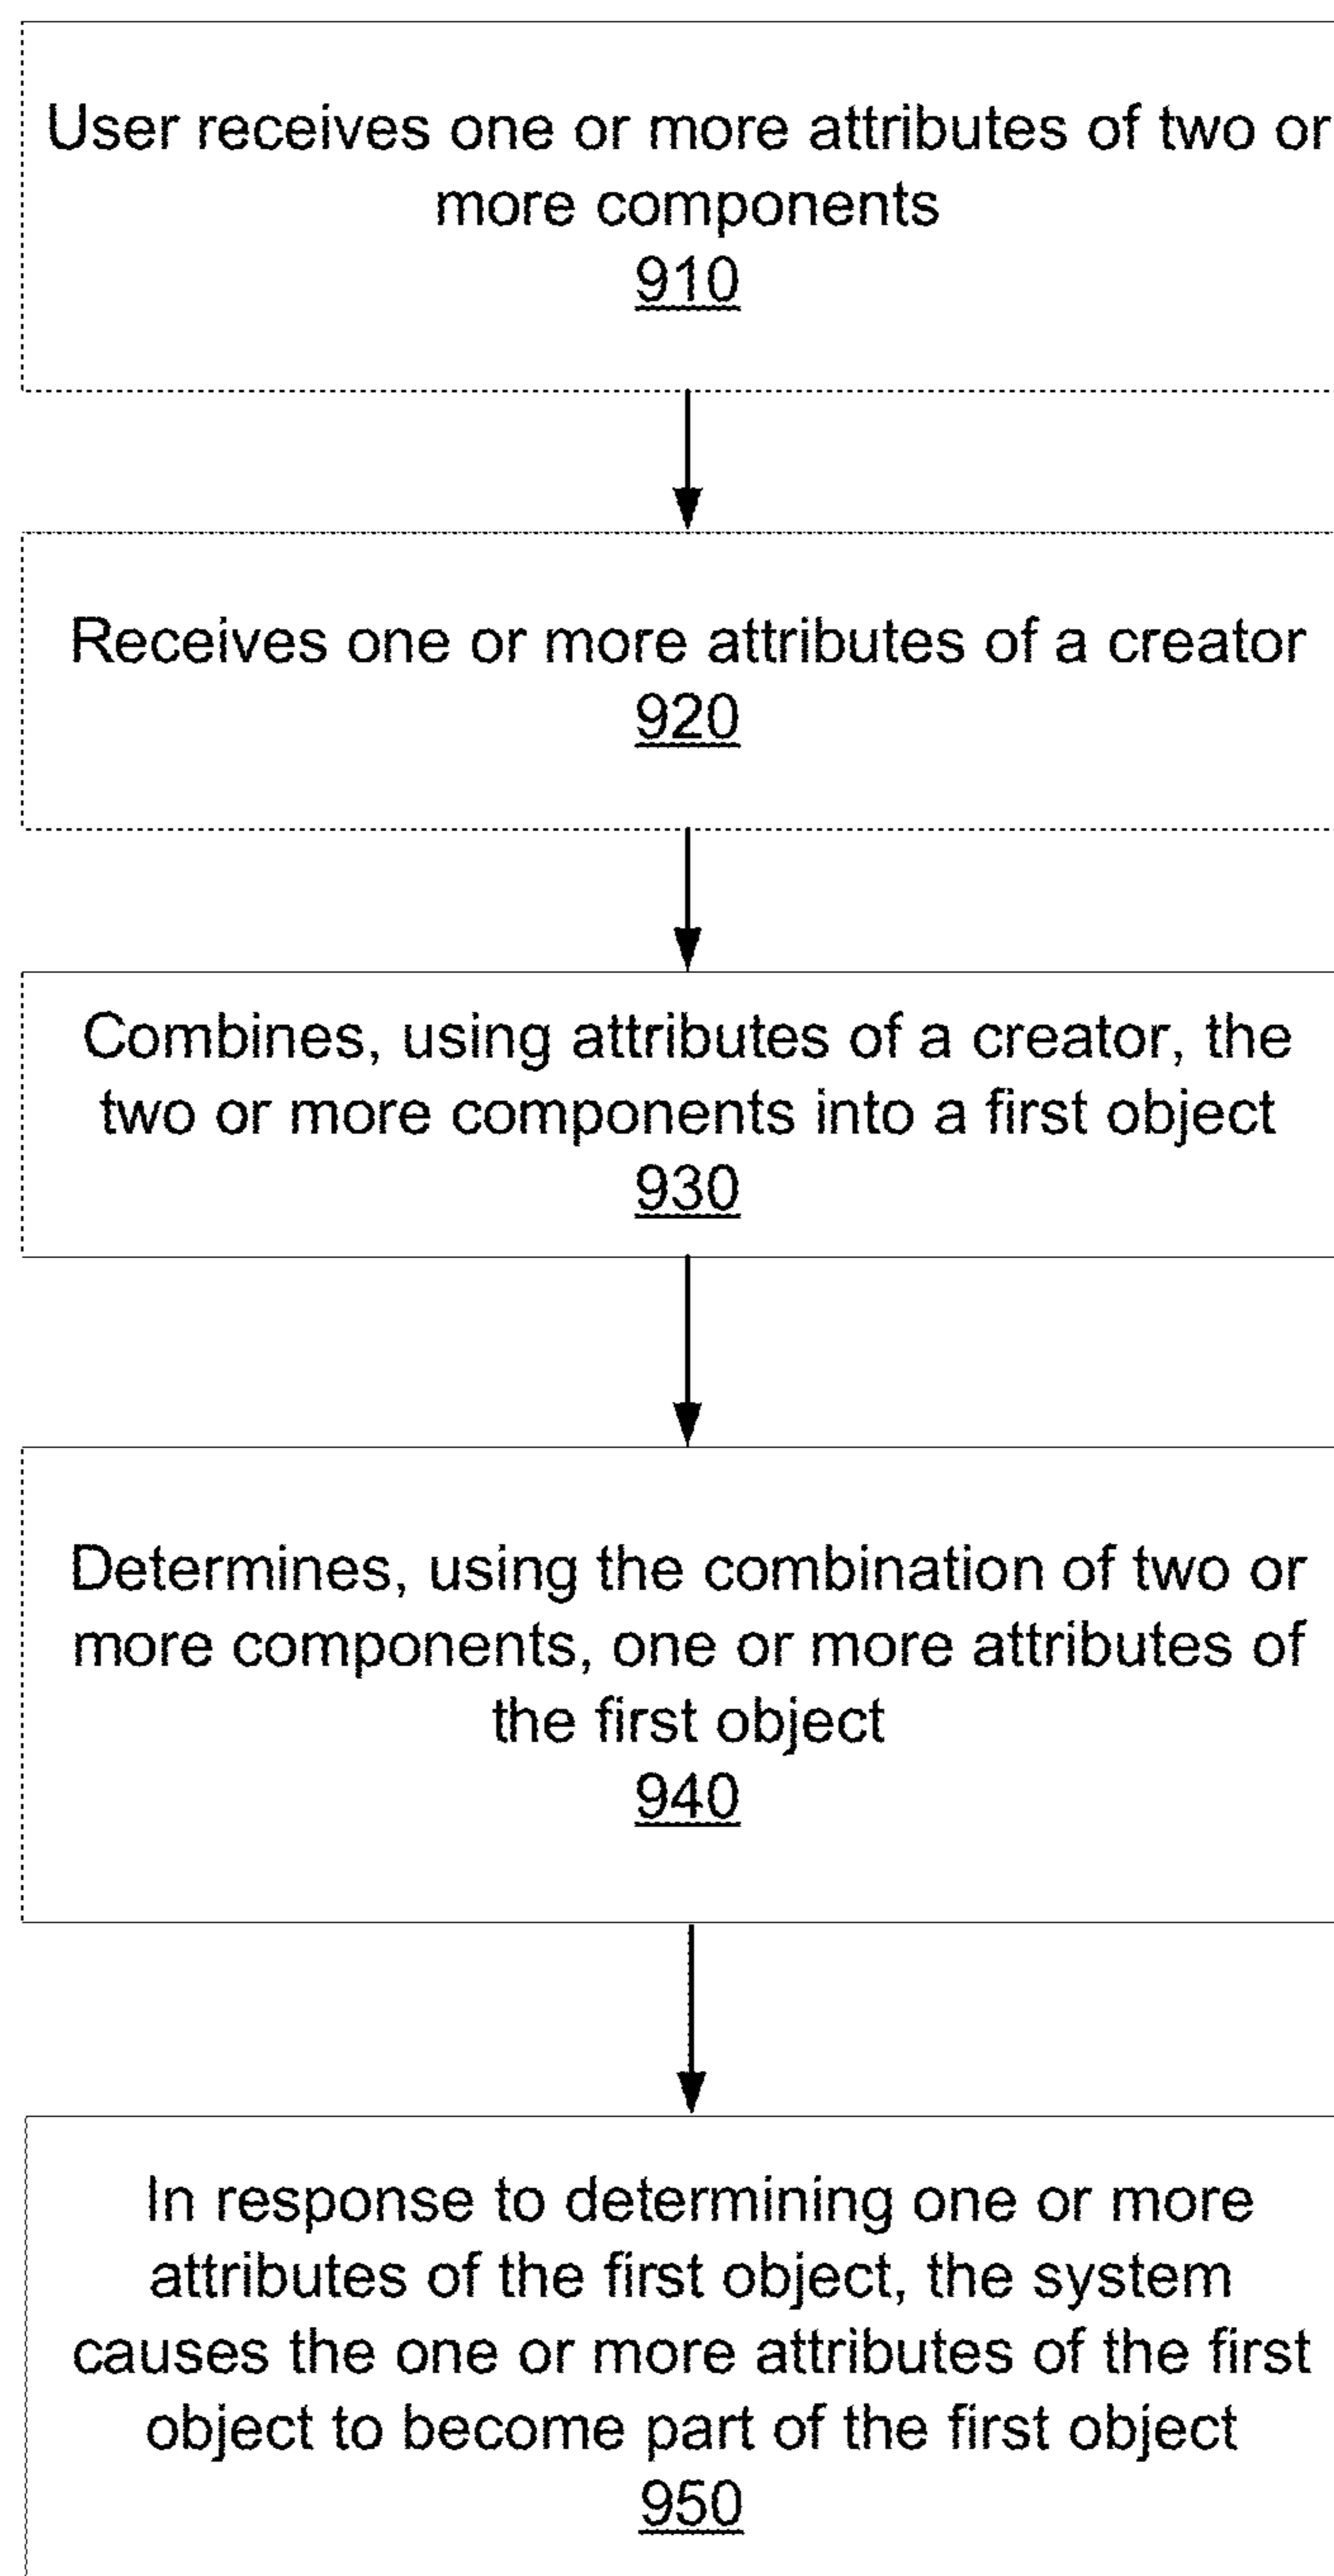 User receives one or more attributes of two or
more components
910
Receives one or more attributes of a creator
920
Combines, using attributes of a creator, the
two or more components into a first object
930
Determines, using the combination of two or
more components, one or more attributes of
the first object
940
In response to determining one or more
attributes of the first object, the system
causes the one or more attributes of the first
object to become part of the first object
950